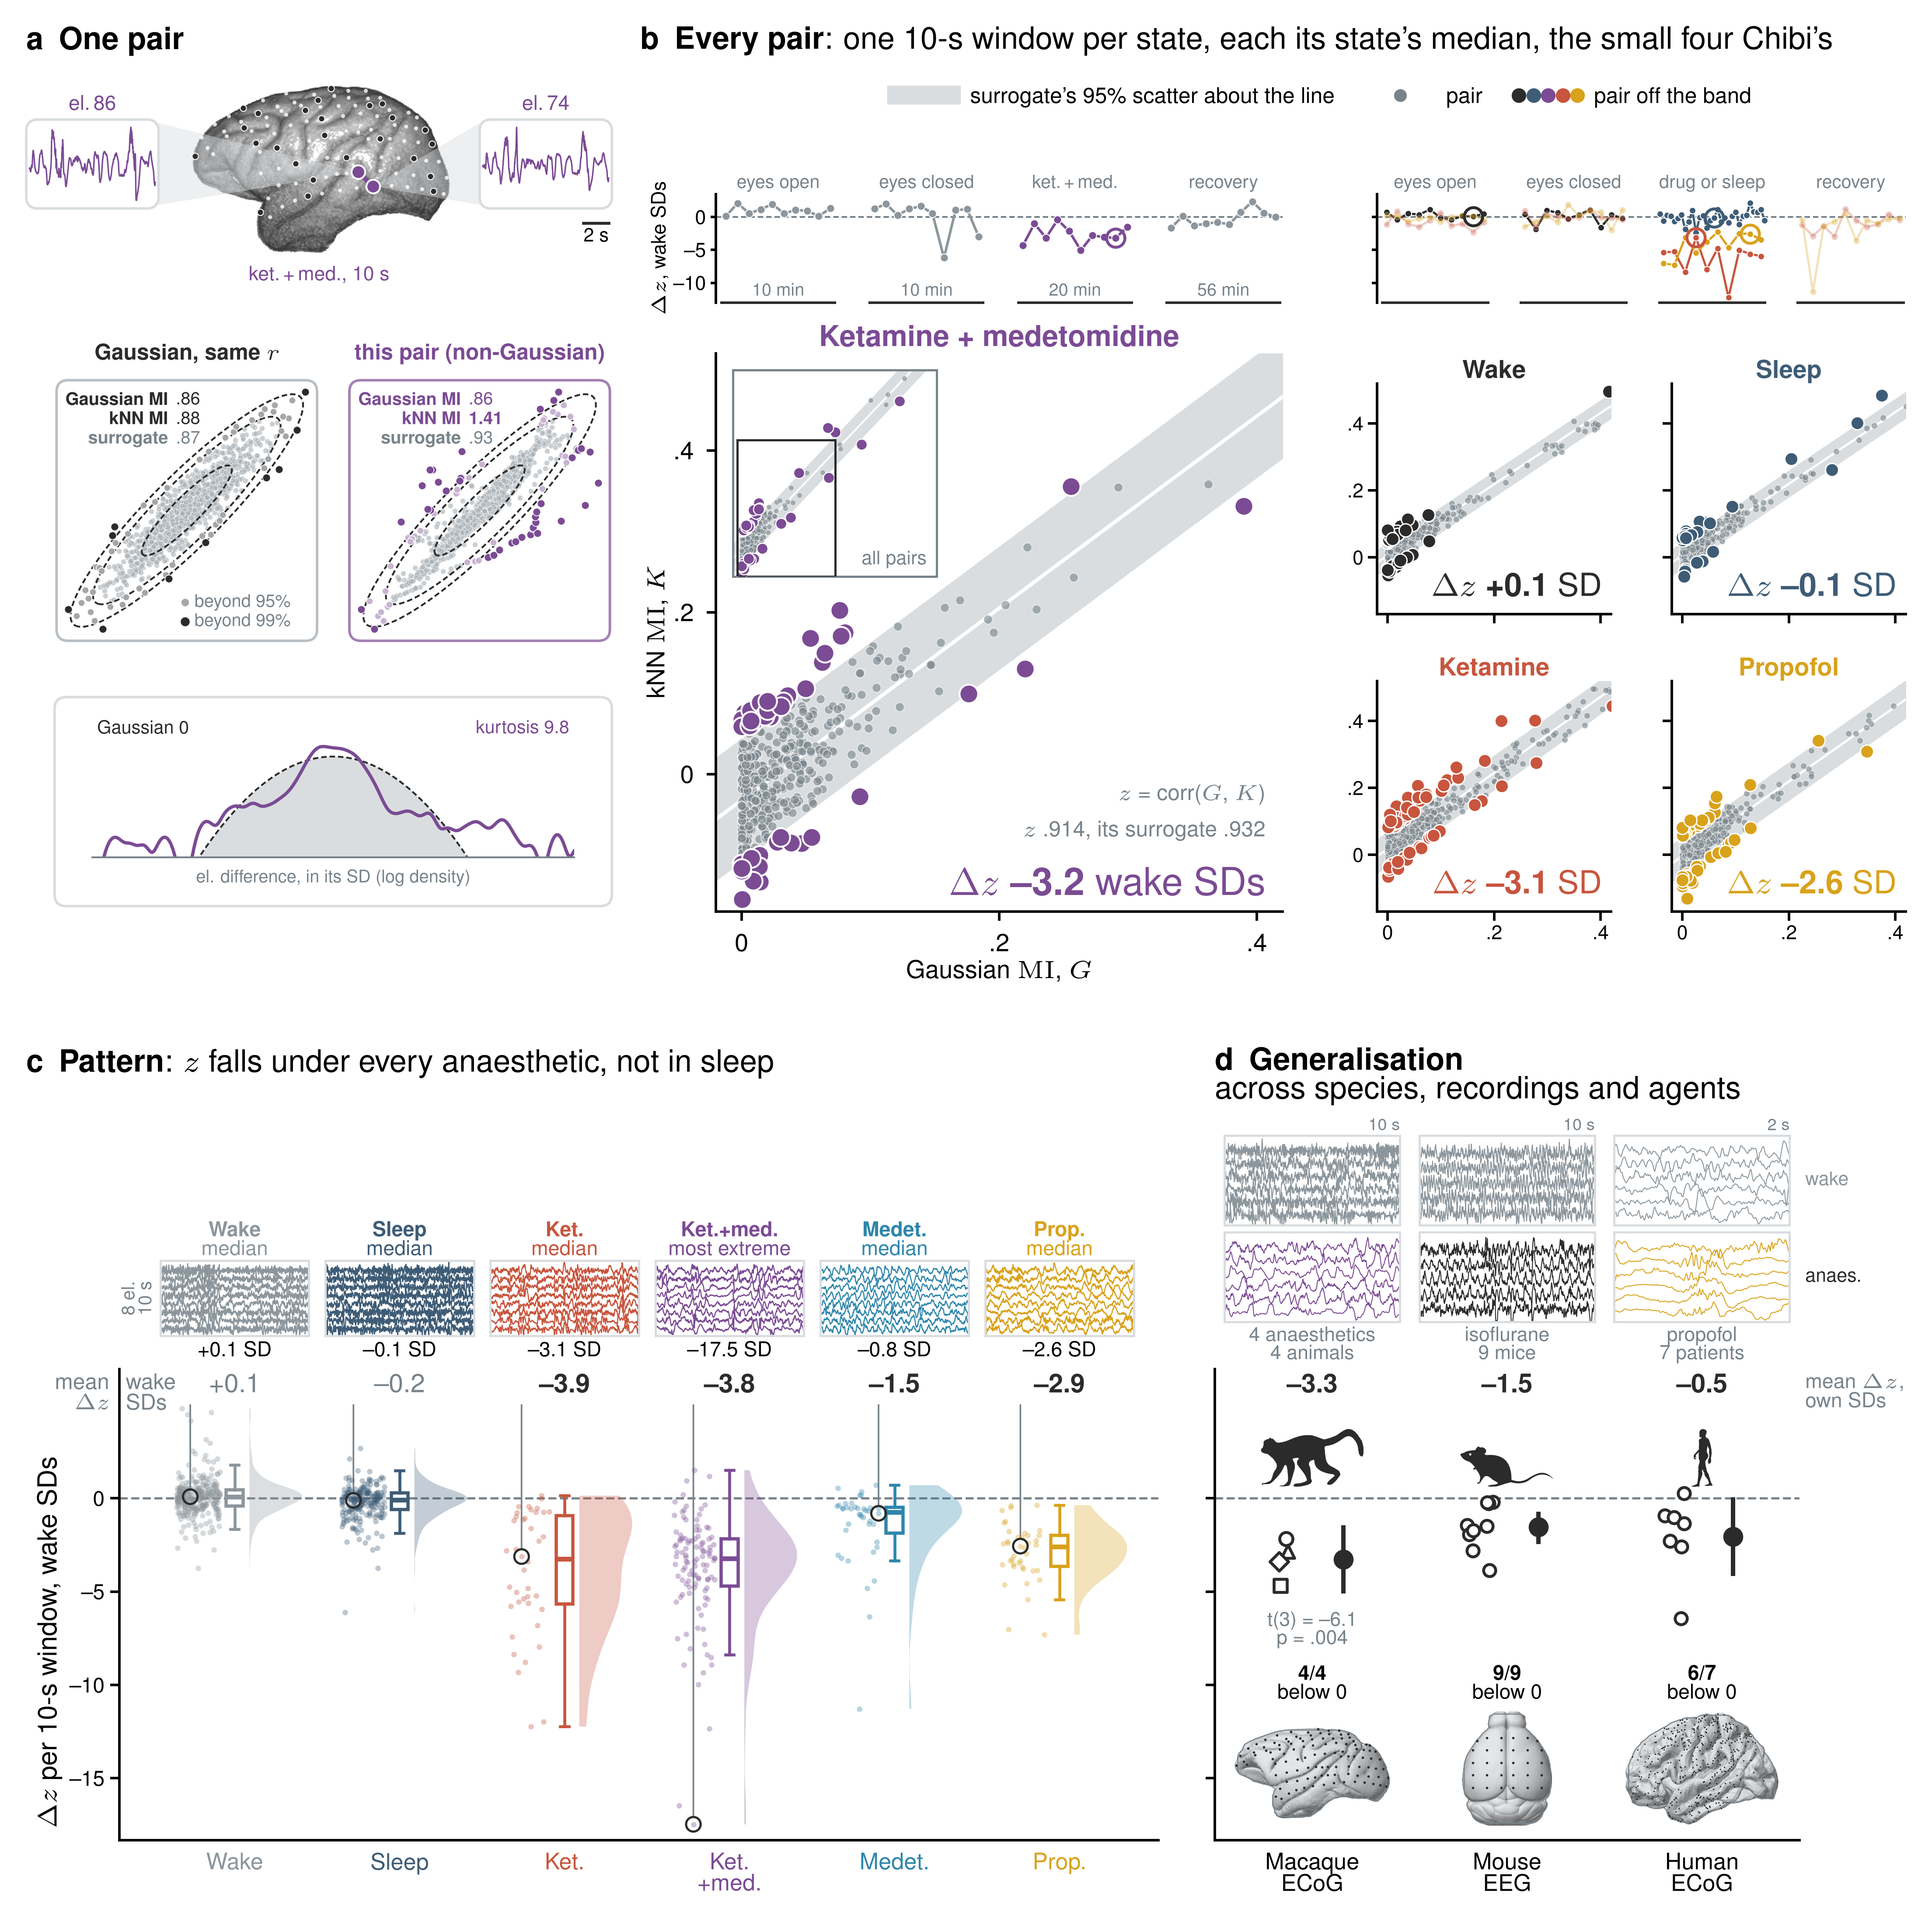 a One pair
el. 86
el. 74
2 s
ket. + med., 10 s
Gaussian, same r
Gaussian MI .86
kNN MI .88
surrogate .87
beyond 95%
beyond 99%
this pair (non-Gaussian)
Gaussian MI .86
kNN MI 1.41
surrogate .93
Gaussian 0
kurtosis 9.8
el. difference, in its SD (log density)
b Every pair: one 10-s window per state, each its state's median, the small four Chibi's
surrogate's 95% scatter about the line
pair
pair off the band
Δz, wake SDs
0
−5
−10
eyes open
eyes closed
ket. + med.
recovery
10 min
10 min
20 min
56 min
eyes open
eyes closed
drug or sleep
recovery
Ketamine + medetomidine
all pairs
kNN MI, K
.4
.2
0
z = corr(G, K)
z .914, its surrogate .932
Δz −3.2 wake SDs
0
.2
.4
Gaussian MI, G
Wake
.4
.2
0
Δz +0.1 SD
Sleep
Δz −0.1 SD
Ketamine
.4
.2
0
Δz −3.1 SD
0
.2
.4
Propofol
Δz −2.6 SD
0
.2
.4
c Pattern: z falls under every anaesthetic, not in sleep
8 el.
10 s
Wake
median
+0.1 SD
Sleep
median
−0.1 SD
Ket.
median
−3.1 SD
Ket.+med.
most extreme
−17.5 SD
Medet.
median
−0.8 SD
Prop.
median
−2.6 SD
mean
Δz
wake
SDs
+0.1
−0.2
−3.9
−3.8
−1.5
−2.9
Δz per 10-s window, wake SDs
0
−5
−10
−15
Wake
Sleep
Ket.
Ket.
+med.
Medet.
Prop.
d Generalisation
across species, recordings and agents
10 s
10 s
2 s
wake
anaes.
4 anaesthetics
4 animals
isoflurane
9 mice
propofol
7 patients
−3.3
−1.5
−0.5
mean Δz,
own SDs
t(3) = −6.1
p = .004
4/4
below 0
9/9
below 0
6/7
below 0
Macaque
ECoG
Mouse
EEG
Human
ECoG